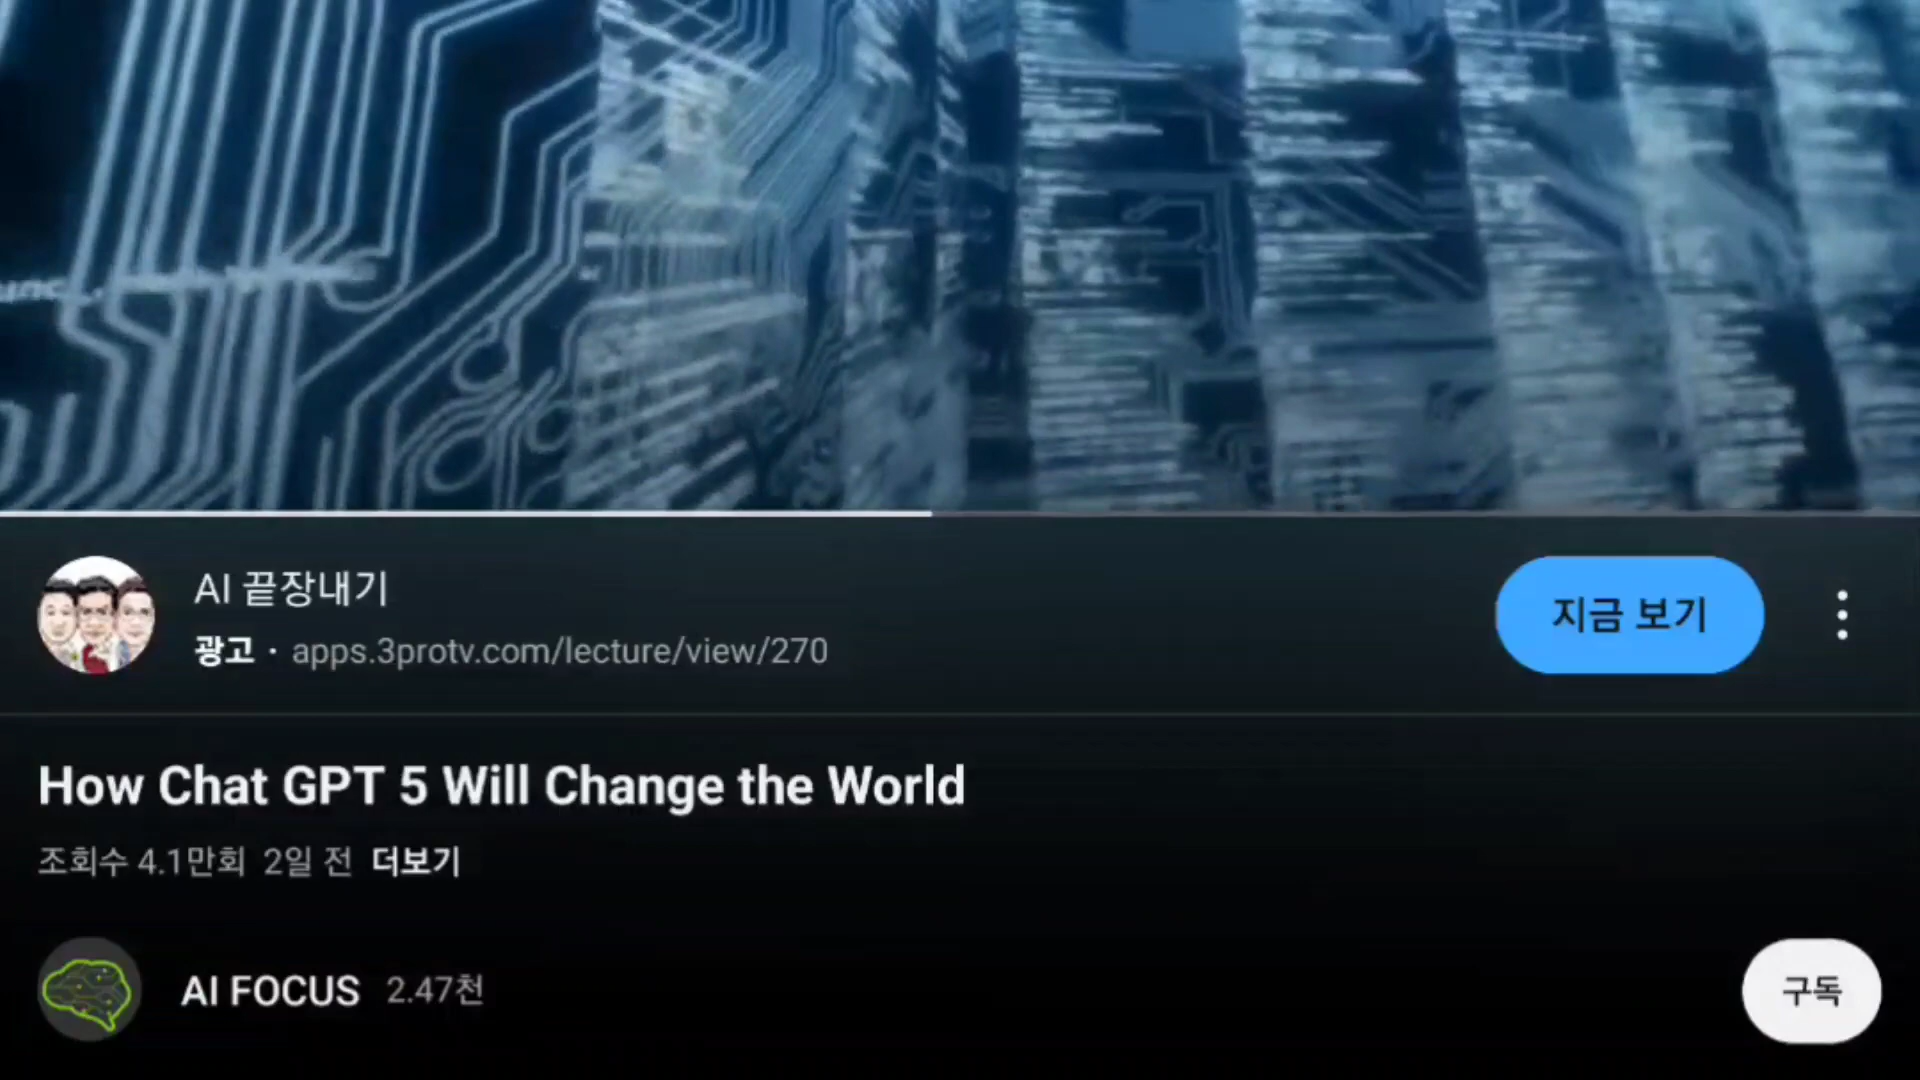 AI 끝장내기
지금 보기
광고 · apps.3protv.com/lecture/view/270
How Chat GPT 5 Will Change the World
조회수 4.1만회 2일 전 더보기
AI FOCUS 2.47천
구독